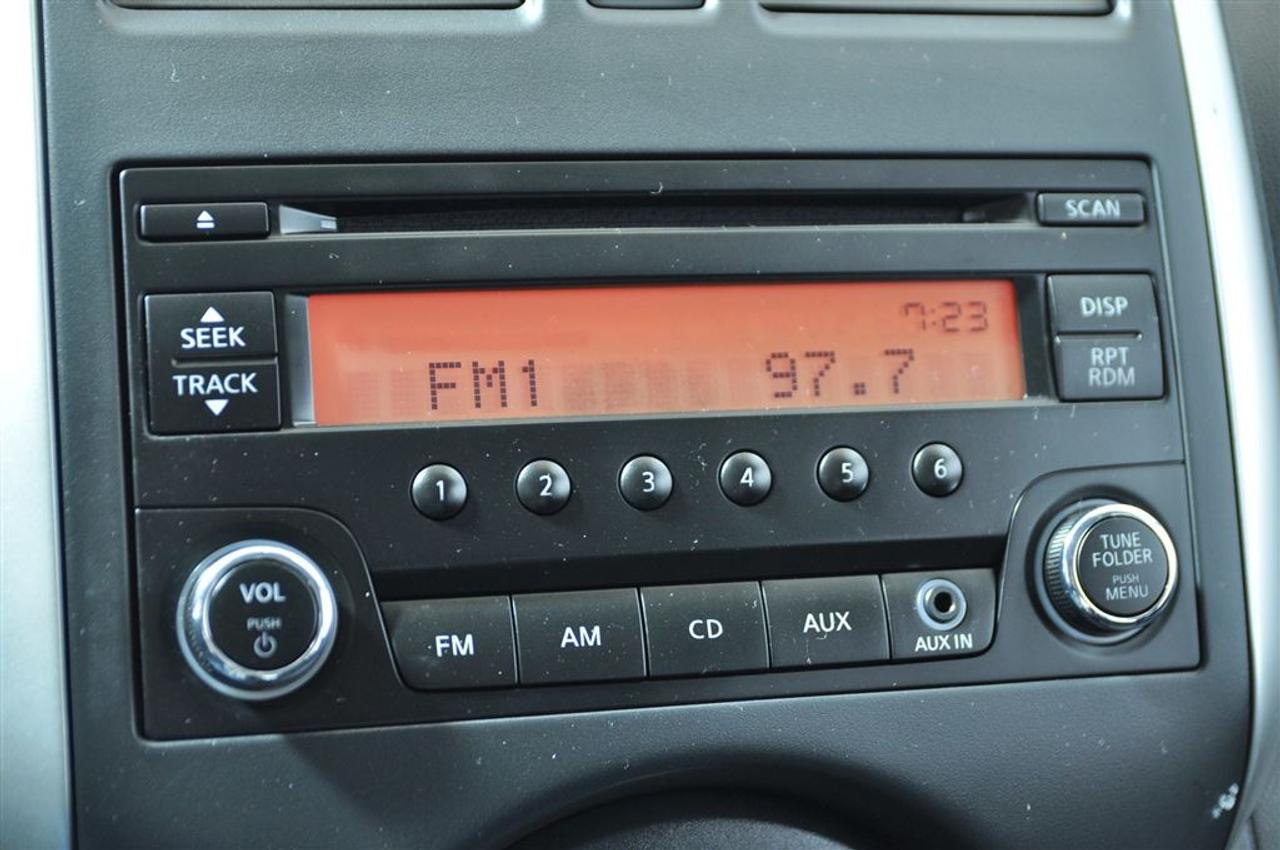 SCAN
SEEK
TRACK
7:23
FM1 97.7
DISP
RPT
RDM
1 2 3 4 5 6
VOL
PUSH
FM AM CD AUX
AUX IN
TUNE
FOLDER
PUSH
MENU